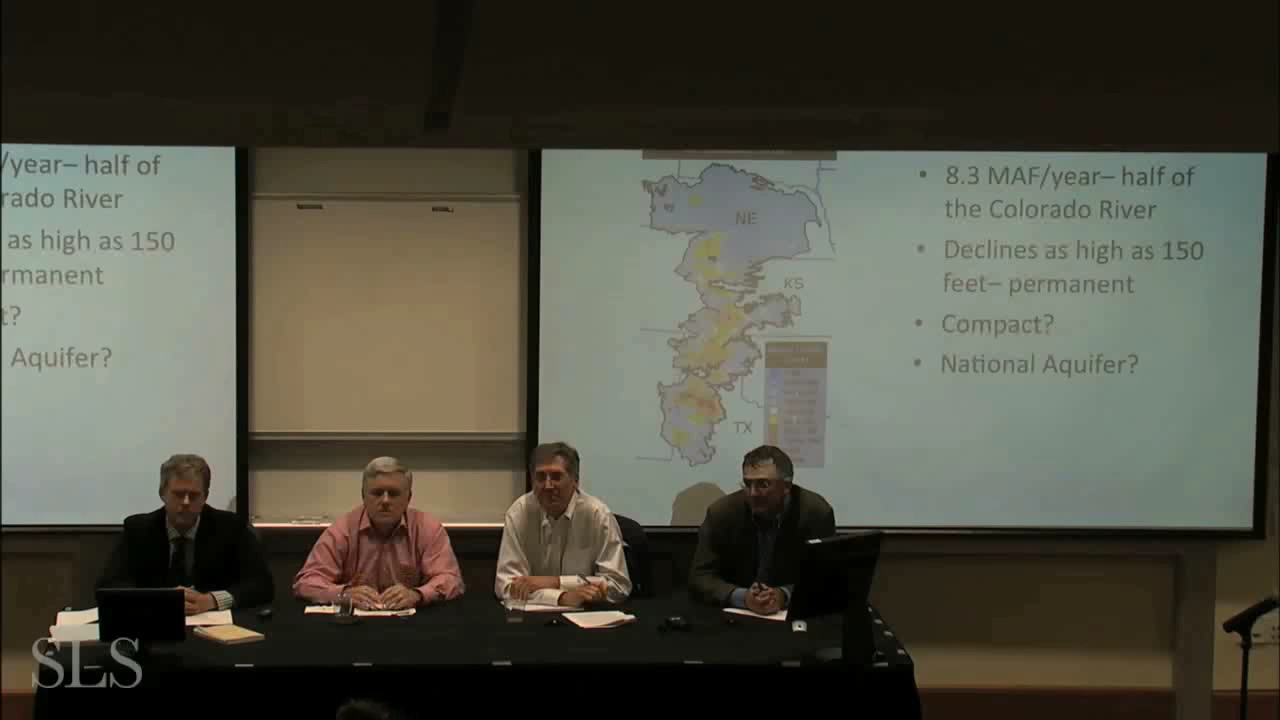 /year– half of
rado River
as high as 150
rmanent
t?
Aquifer?
NE
KS
TX
• 8.3 MAF/year– half of
the Colorado River
• Declines as high as 150
feet– permanent
• Compact?
• National Aquifer?
SLS